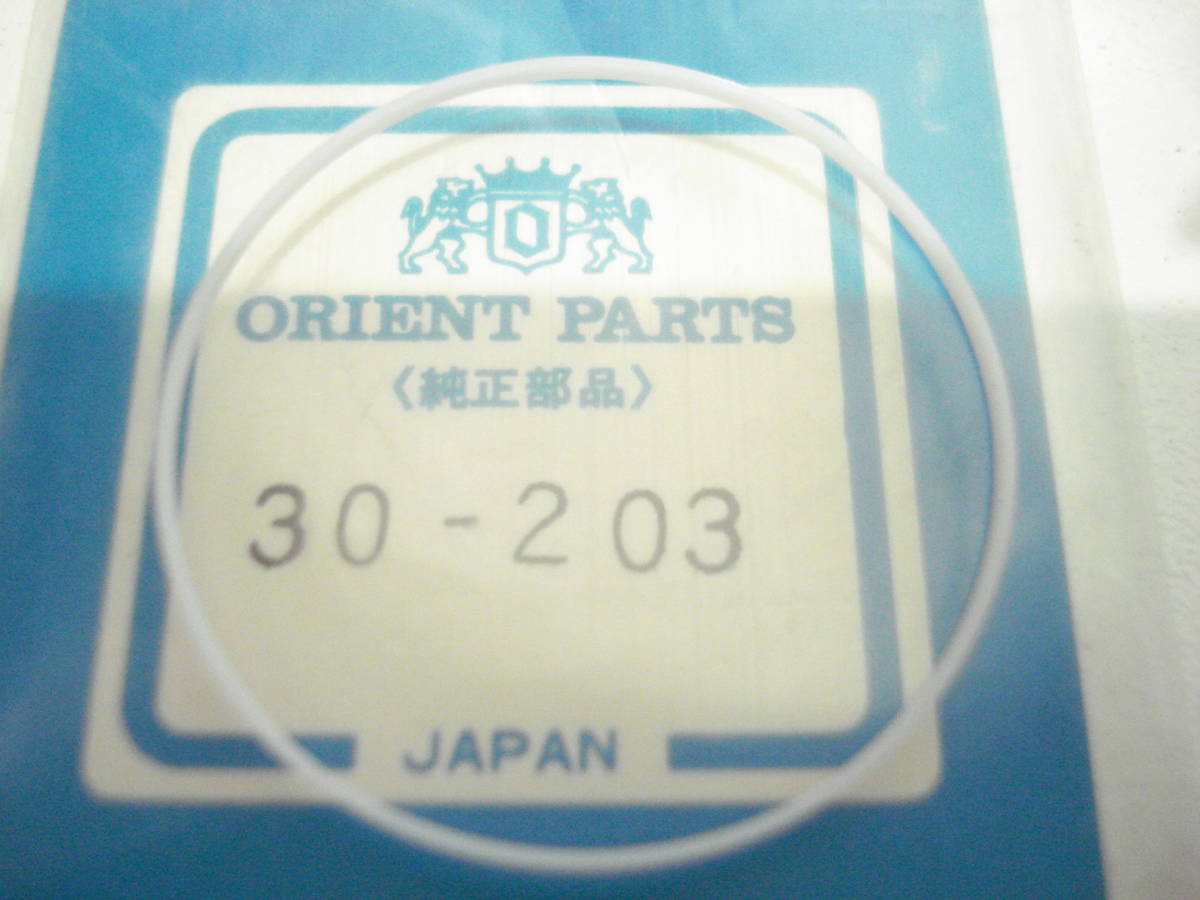 O
ORIENT PARTS
〈純正部品〉
30-203
JAPAN